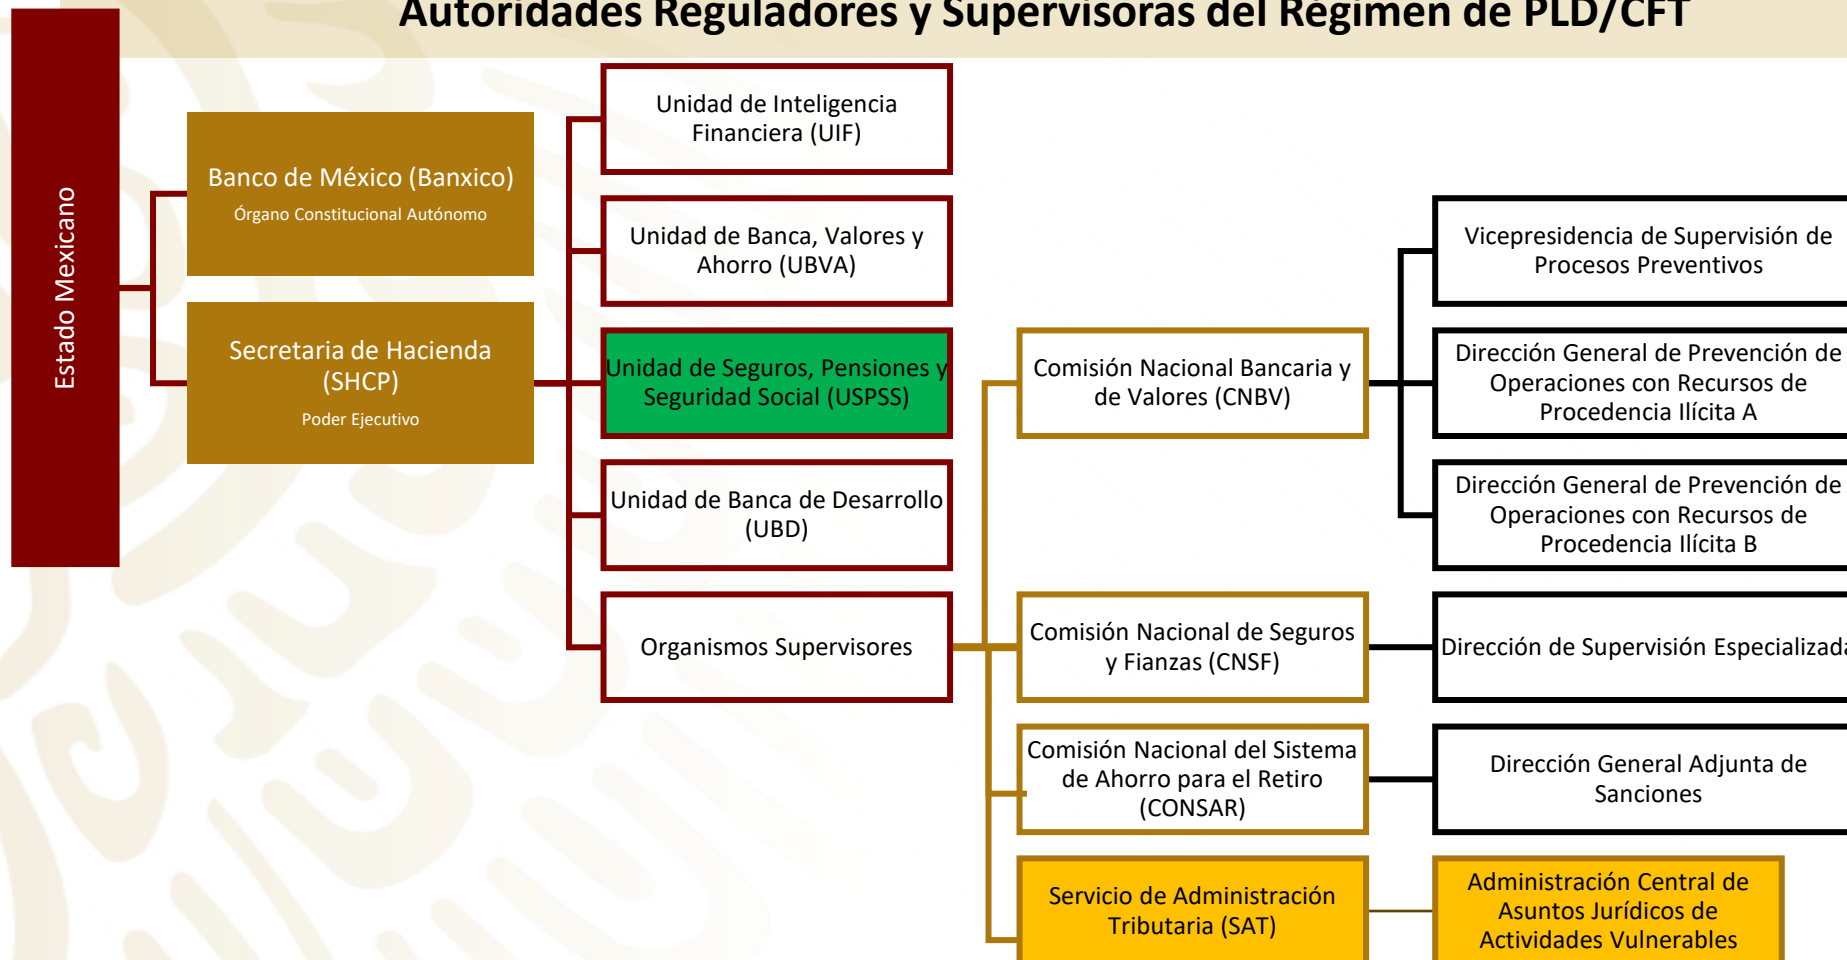 Autoridades Reguladores y Supervisoras del Régimen de PLD/CFT
Estado Mexicano
Banco de México (Banxico)
Órgano Constitucional Autónomo
Secretaria de Hacienda
(SHCP)
Poder Ejecutivo
Unidad de Inteligencia
Financiera (UIF)
Unidad de Banca, Valores y
Ahorro (UBVA)
Unidad de Seguros, Pensiones y
Seguridad Social (USPSS)
Unidad de Banca de Desarrollo
(UBD)
Organismos Supervisores
Comisión Nacional Bancaria y
de Valores (CNBV)
Vicepresidencia de Supervisión de
Procesos Preventivos
Dirección General de Prevención de
Operaciones con Recursos de
Procedencia Ilícita A
Dirección General de Prevención de
Operaciones con Recursos de
Procedencia Ilícita B
Comisión Nacional de Seguros
y Fianzas (CNSF)
Dirección de Supervisión Especializada
Comisión Nacional del Sistema
de Ahorro para el Retiro
(CONSAR)
Dirección General Adjunta de
Sanciones
Servicio de Administración
Tributaria (SAT)
Administración Central de
Asuntos Jurídicos de
Actividades Vulnerables